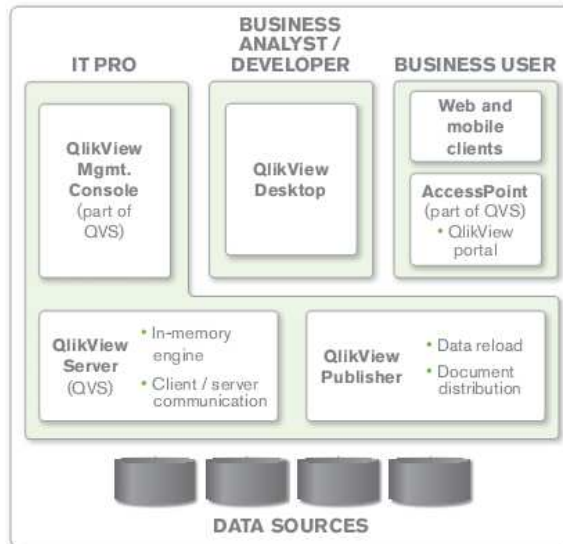 IT PRO
BUSINESS
ANALYST /
DEVELOPER
BUSINESS USER
QlikView
Mgmt.
Console
(part of
QVS)
QlikView
Desktop
Web and
mobile
clients
AccessPoint
(part of QVS)
• QlikView
portal
QlikView
Server
(QVS)
• In-memory
engine
• Client / server
communication
QlikView
Publisher
• Data reload
• Document
distribution
DATA SOURCES